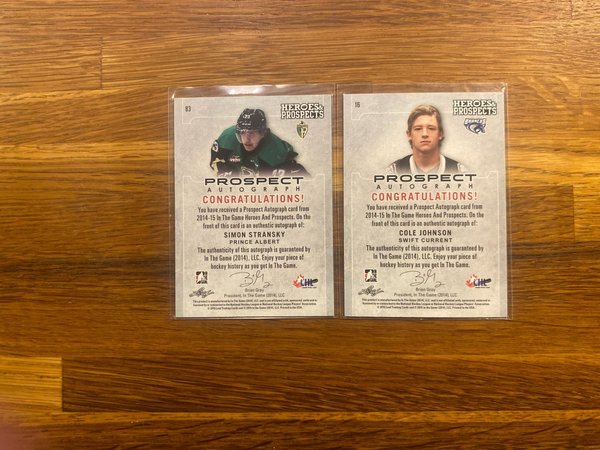 83
HEROES &
PROSPECTS
PROSPECT
AUTOGRAPH
CONGRATULATIONS!
You have received a Prospect Autograph card from
2014-15 In The Game Heroes And Prospects. On the
front of this card is an authentic autograph of:
SIMON STRANSKY
PRINCE ALBERT
The authenticity of this autograph is guaranteed by
In The Game (2014), LLC. Enjoy your piece of
hockey history as you get In The Game.
Brian Gray
President, In The Game (2014), LLC.
CHL
16
HEROES &
PROSPECTS
PROSPECT
AUTOGRAPH
CONGRATULATIONS!
You have received a Prospect Autograph card from
2014-15 In The Game Heroes And Prospects. On the
front of this card is an authentic autograph of:
COLE JOHNSON
SWIFT CURRENT
The authenticity of this autograph is guaranteed by
In The Game (2014), LLC. Enjoy your piece of
hockey history as you get In The Game.
Brian Gray
President, In The Game (2014), LLC.
CHL